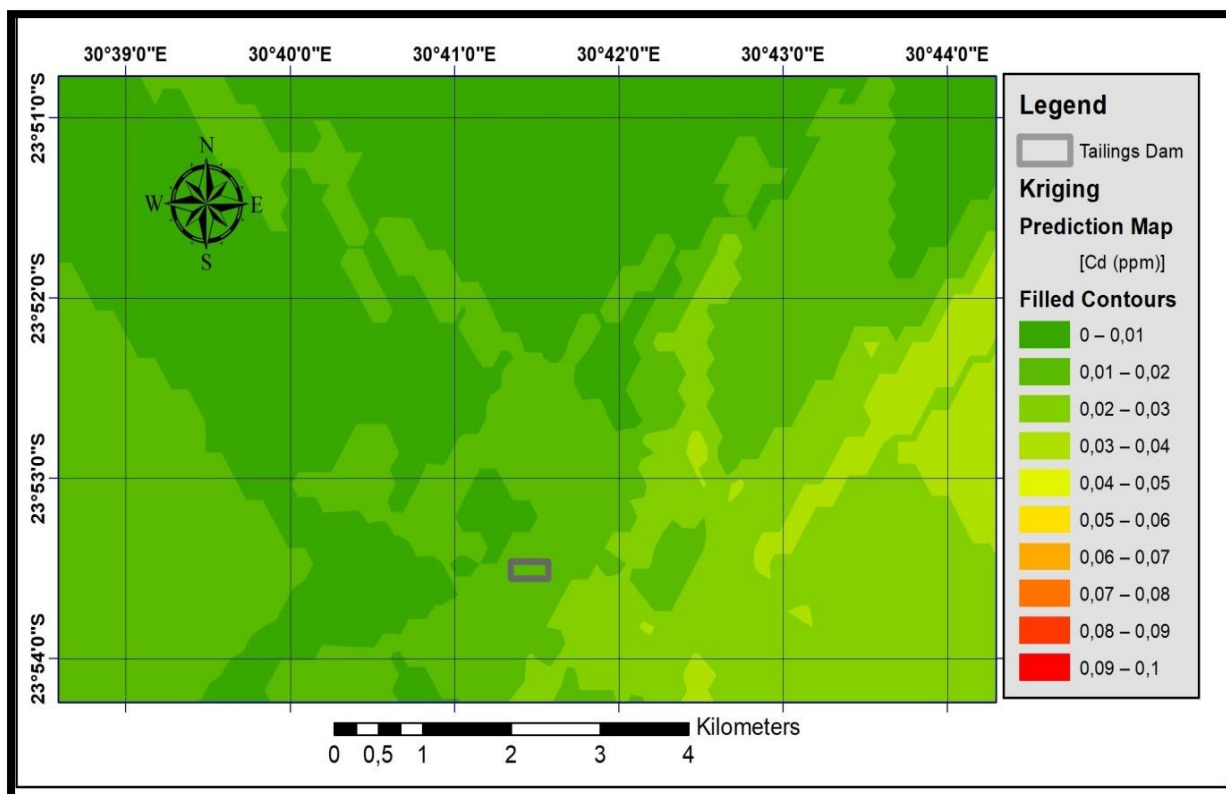 30°39'0"E 30°40'0"E 30°41'0"E 30°42'0"E 30°43'0"E 30°44'0"E
23°51'0"S
23°52'0"S
23°53'0"S
23°54'0"S
N
W E
S
Legend
Tailings Dam
Kriging
Prediction Map
[Cd (ppm)]
Filled Contours
0 – 0,01
0,01 – 0,02
0,02 – 0,03
0,03 – 0,04
0,04 – 0,05
0,05 – 0,06
0,06 – 0,07
0,07 – 0,08
0,08 – 0,09
0,09 – 0,1
Kilometers
0 0,5 1 2 3 4